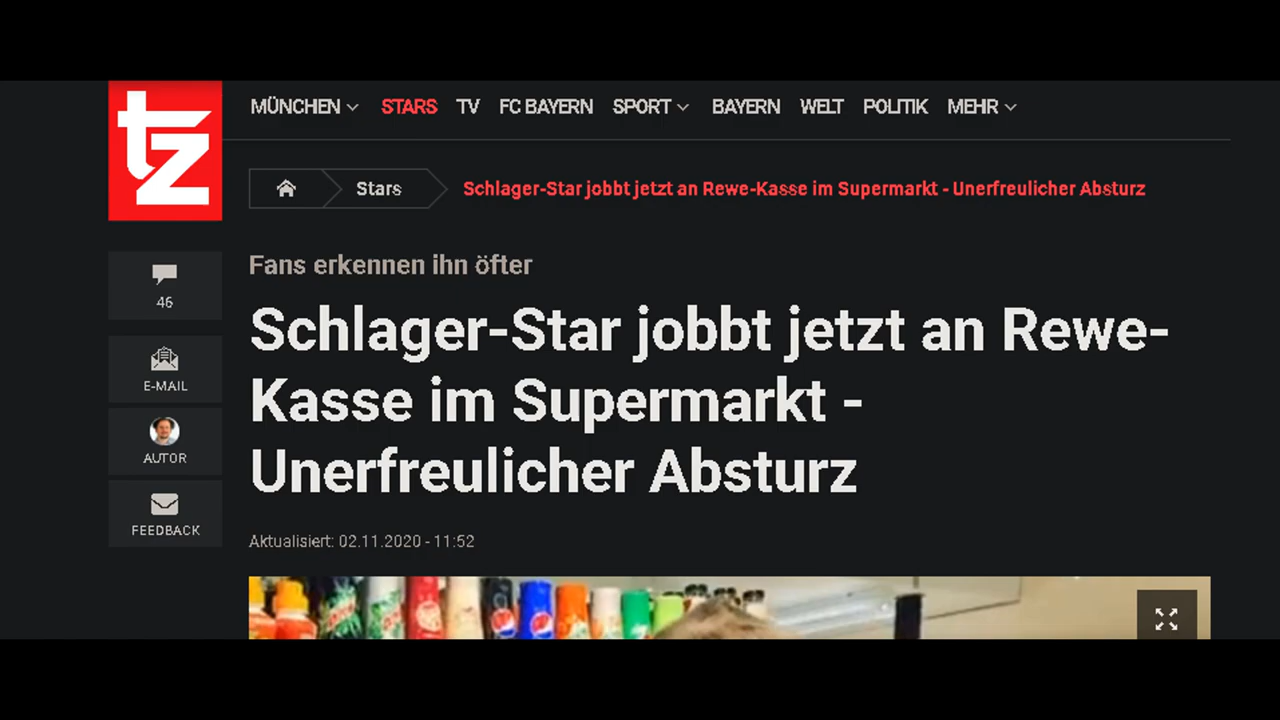 tz
MÜNCHEN STARS TV FC BAYERN SPORT BAYERN WELT POLITIK MEHR
Stars Schlager-Star jobbt jetzt an Rewe-Kasse im Supermarkt - Unerfreulicher Absturz
46
E-MAIL
AUTOR
FEEDBACK
Fans erkennen ihn öfter
Schlager-Star jobbt jetzt an Rewe-
Kasse im Supermarkt -
Unerfreulicher Absturz
Aktualisiert: 02.11.2020 - 11:52